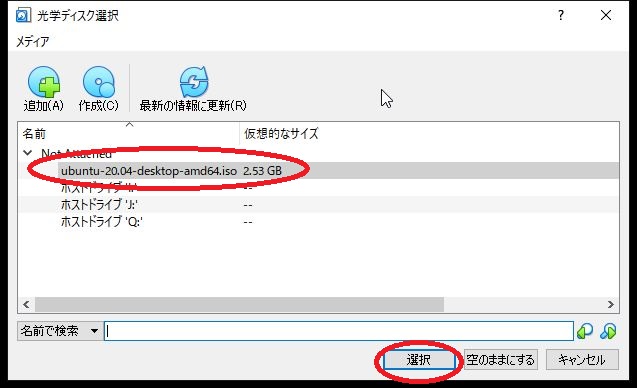 光学ディスク選択
メディア
追加(A) 作成(C) 最新の情報に更新(R)
名前 仮想的なサイズ
Not Attached
ubuntu-20.04-desktop-amd64.iso 2.53 GB
ホストドライブ --
ホストドライブ 'J:' --
ホストドライブ 'Q:' --
名前で検索
選択 空のままにする キャンセル